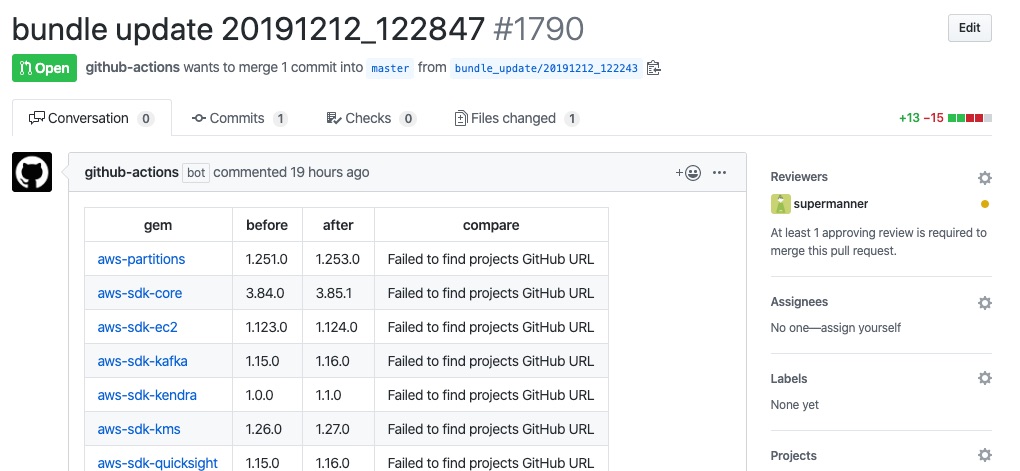 bundle update 20191212_122847 #1790
Edit
Open github-actions wants to merge 1 commit into master from bundle_update/20191212_122243
Conversation 0 Commits 1 Checks 0 Files changed 1 +13 −15
github-actions bot commented 19 hours ago
gem before after compare
aws-partitions 1.251.0 1.253.0 Failed to find projects GitHub URL
aws-sdk-core 3.84.0 3.85.1 Failed to find projects GitHub URL
aws-sdk-ec2 1.123.0 1.124.0 Failed to find projects GitHub URL
aws-sdk-kafka 1.15.0 1.16.0 Failed to find projects GitHub URL
aws-sdk-kendra 1.0.0 1.1.0 Failed to find projects GitHub URL
aws-sdk-kms 1.26.0 1.27.0 Failed to find projects GitHub URL
aws-sdk-quicksight 1.15.0 1.16.0 Failed to find projects GitHub URL
Reviewers
supermanner
At least 1 approving review is required to
merge this pull request.
Assignees
No one—assign yourself
Labels
None yet
Projects